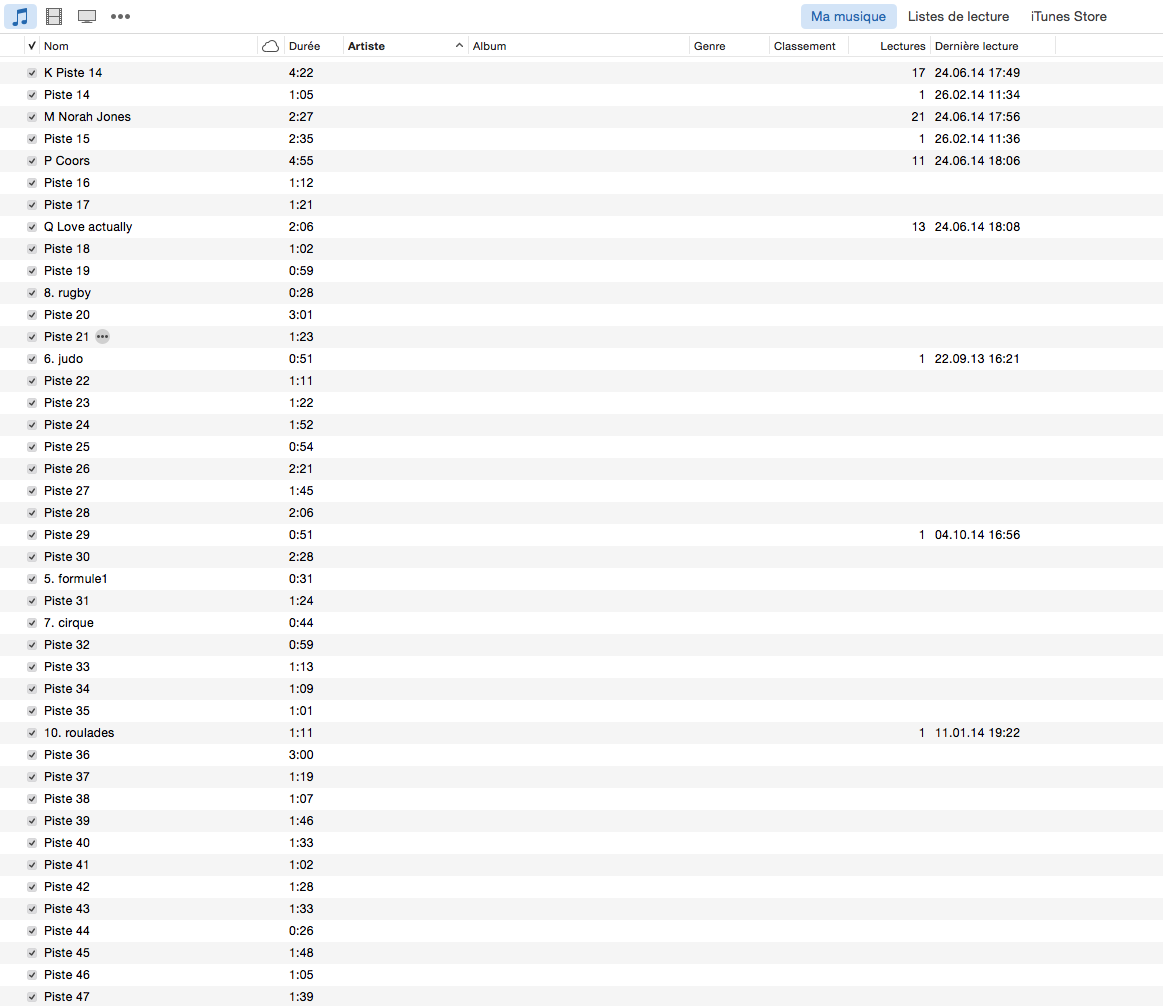 Ma musique Listes de lecture iTunes Store
✓ Nom Durée Artiste Album Genre Classement Lectures Dernière lecture
K Piste 14 4:22 17 24.06.14 17:49
Piste 14 1:05 1 26.02.14 11:34
M Norah Jones 2:27 21 24.06.14 17:56
Piste 15 2:35 1 26.02.14 11:36
P Coors 4:55 11 24.06.14 18:06
Piste 16 1:12
Piste 17 1:21
Q Love actually 2:06 13 24.06.14 18:08
Piste 18 1:02
Piste 19 0:59
8. rugby 0:28
Piste 20 3:01
Piste 21 ••• 1:23
6. judo 0:51 1 22.09.13 16:21
Piste 22 1:11
Piste 23 1:22
Piste 24 1:52
Piste 25 0:54
Piste 26 2:21
Piste 27 1:45
Piste 28 2:06
Piste 29 0:51 1 04.10.14 16:56
Piste 30 2:28
5. formule1 0:31
Piste 31 1:24
7. cirque 0:44
Piste 32 0:59
Piste 33 1:13
Piste 34 1:09
Piste 35 1:01
10. roulades 1:11 1 11.01.14 19:22
Piste 36 3:00
Piste 37 1:19
Piste 38 1:07
Piste 39 1:46
Piste 40 1:33
Piste 41 1:02
Piste 42 1:28
Piste 43 1:33
Piste 44 0:26
Piste 45 1:48
Piste 46 1:05
Piste 47 1:39